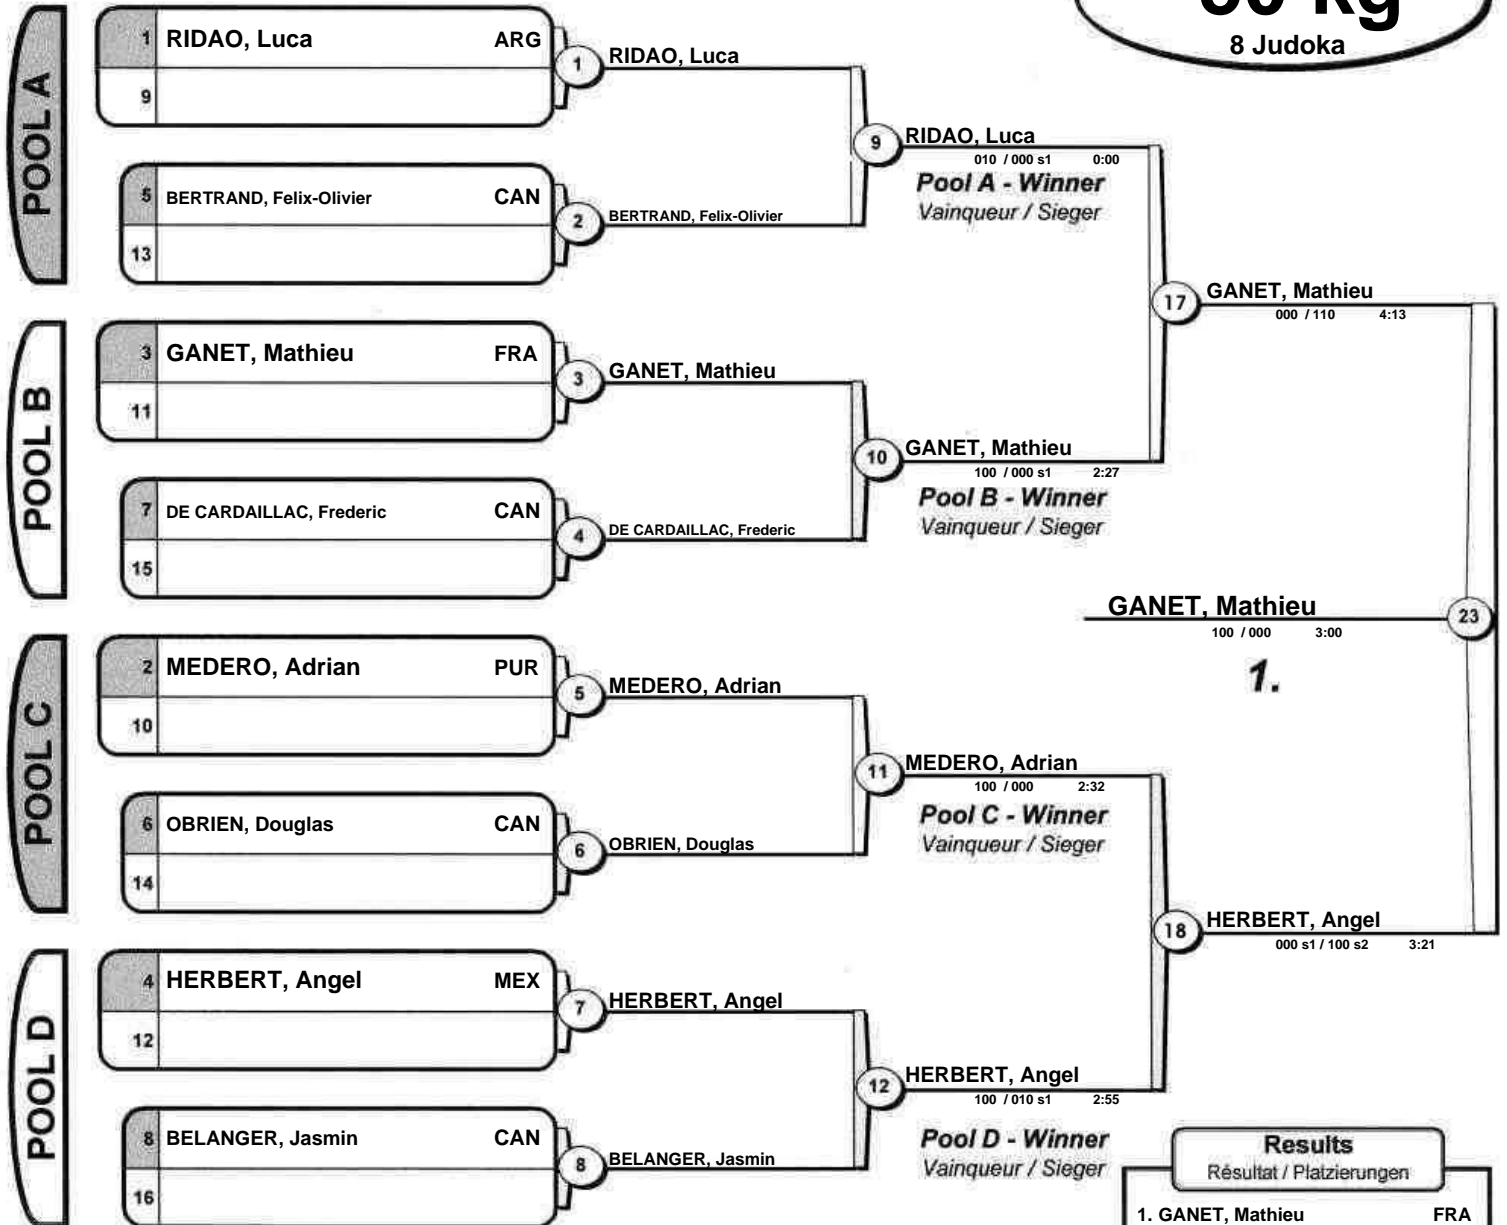 kg
8 Judoka
POOL A
1 RIDAO, Luca ARG
9
1 RIDAO, Luca
5 BERTRAND, Felix-Olivier CAN
13
2 BERTRAND, Felix-Olivier
9 RIDAO, Luca
010 / 000 s1 0:00
Pool A - Winner
Vainqueur / Sieger
POOL B
3 GANET, Mathieu FRA
11
3 GANET, Mathieu
7 DE CARDAILLAC, Frederic CAN
15
4 DE CARDAILLAC, Frederic
10 GANET, Mathieu
100 / 000 s1 2:27
Pool B - Winner
Vainqueur / Sieger
17 GANET, Mathieu
000 / 110 4:13
GANET, Mathieu 23
100 / 000 3:00
1.
POOL C
2 MEDERO, Adrian PUR
10
5 MEDERO, Adrian
6 OBRIEN, Douglas CAN
14
6 OBRIEN, Douglas
11 MEDERO, Adrian
100 / 000 2:32
Pool C - Winner
Vainqueur / Sieger
18 HERBERT, Angel
000 s1 / 100 s2 3:21
POOL D
4 HERBERT, Angel MEX
12
7 HERBERT, Angel
8 BELANGER, Jasmin CAN
16
8 BELANGER, Jasmin
12 HERBERT, Angel
100 / 010 s1 2:55
Pool D - Winner
Vainqueur / Sieger
Results
Résultat / Platzierungen
1. GANET, Mathieu FRA